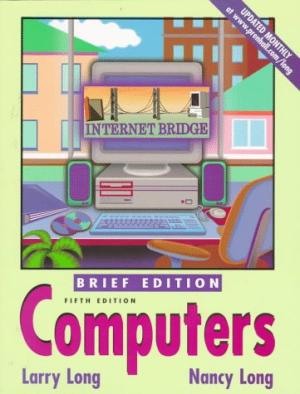 UPDATED MONTHLY
at www.prenhall.com/long
INTERNET BRIDGE
BRIEF EDITION
FIFTH EDITION
Computers
Larry Long
Nancy Long